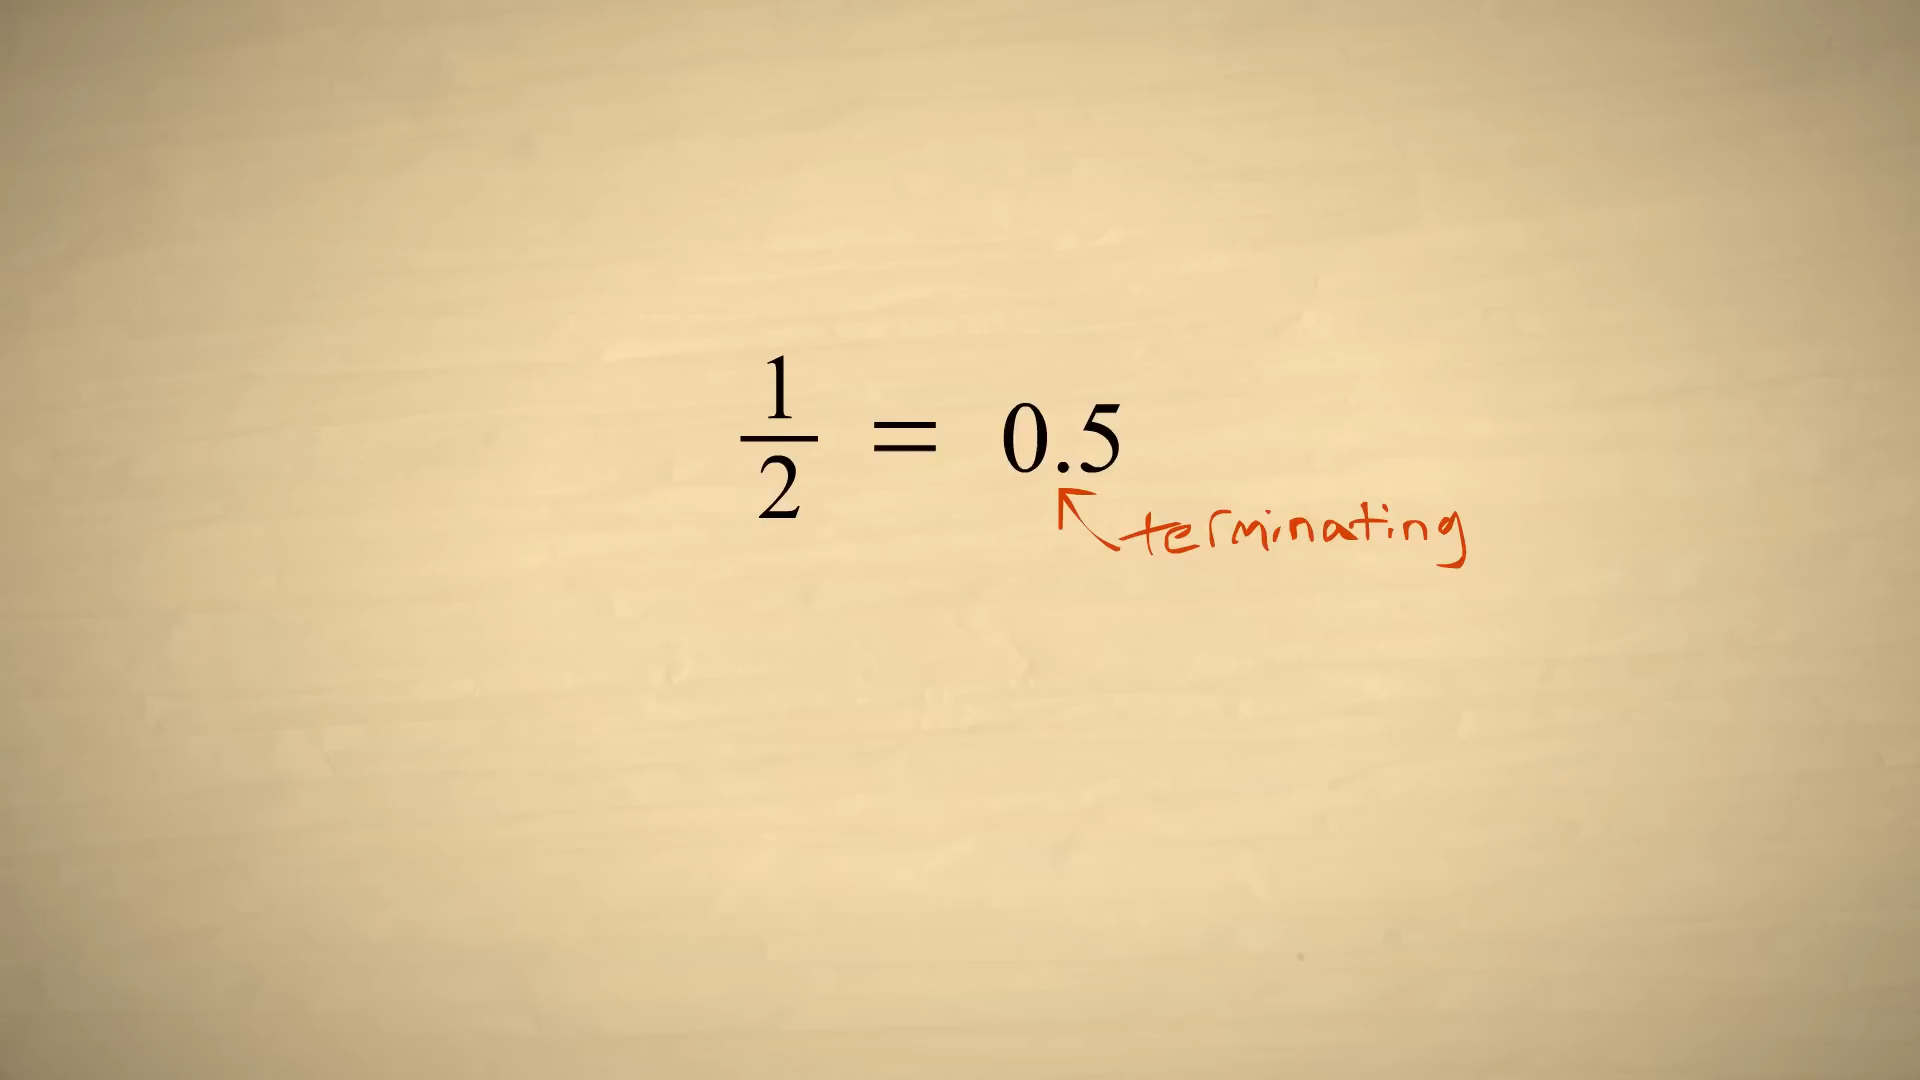 1/2 = 0.5
terminating